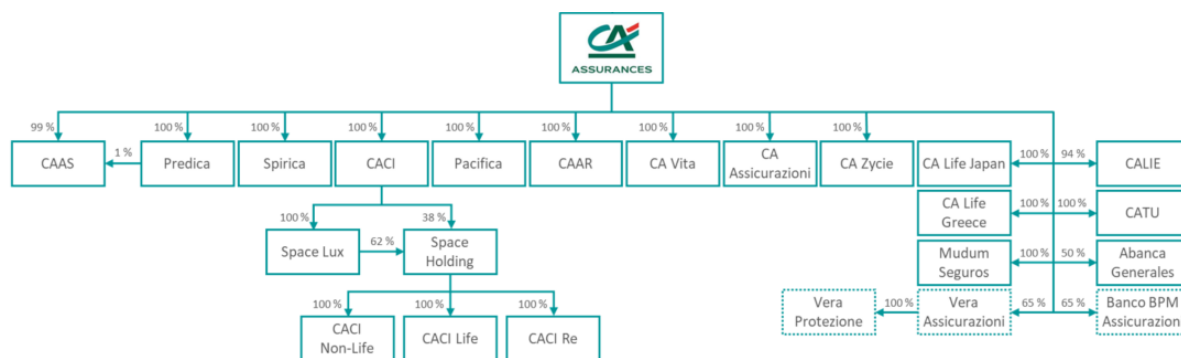 CA
ASSURANCES
99 %
100 %
100 %
100 %
100 %
100 %
100 %
100 %
100 %
CAAS
1 %
Predica
Spirica
CACI
Pacifica
CAAR
CA Vita
CA
Assicurazioni
CA Zycie
CA Life Japan
100 %
94 %
CALIE
100 %
38 %
Space Lux
62 %
Space
Holding
CA Life
Greece
100 %
100 %
CATU
Mudum
Seguros
100 %
50 %
Abanca
Generales
100 %
100 %
100 %
CACI
Non-Life
CACI Life
CACI Re
Vera
Protezione
100 %
Vera
Assicurazioni
65 %
65 %
Banco BPM
Assicurazioni